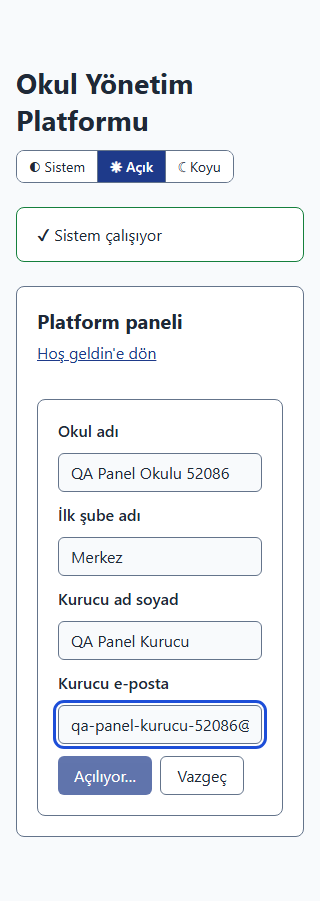 Okul Yönetim
Platformu
Sistem
Açık
Koyu
✓ Sistem çalışıyor
Platform paneli
Hoş geldin'e dön
Okul adı
QA Panel Okulu 52086
İlk şube adı
Merkez
Kurucu ad soyad
QA Panel Kurucu
Kurucu e-posta
qa-panel-kurucu-52086@
Açılıyor...
Vazgeç